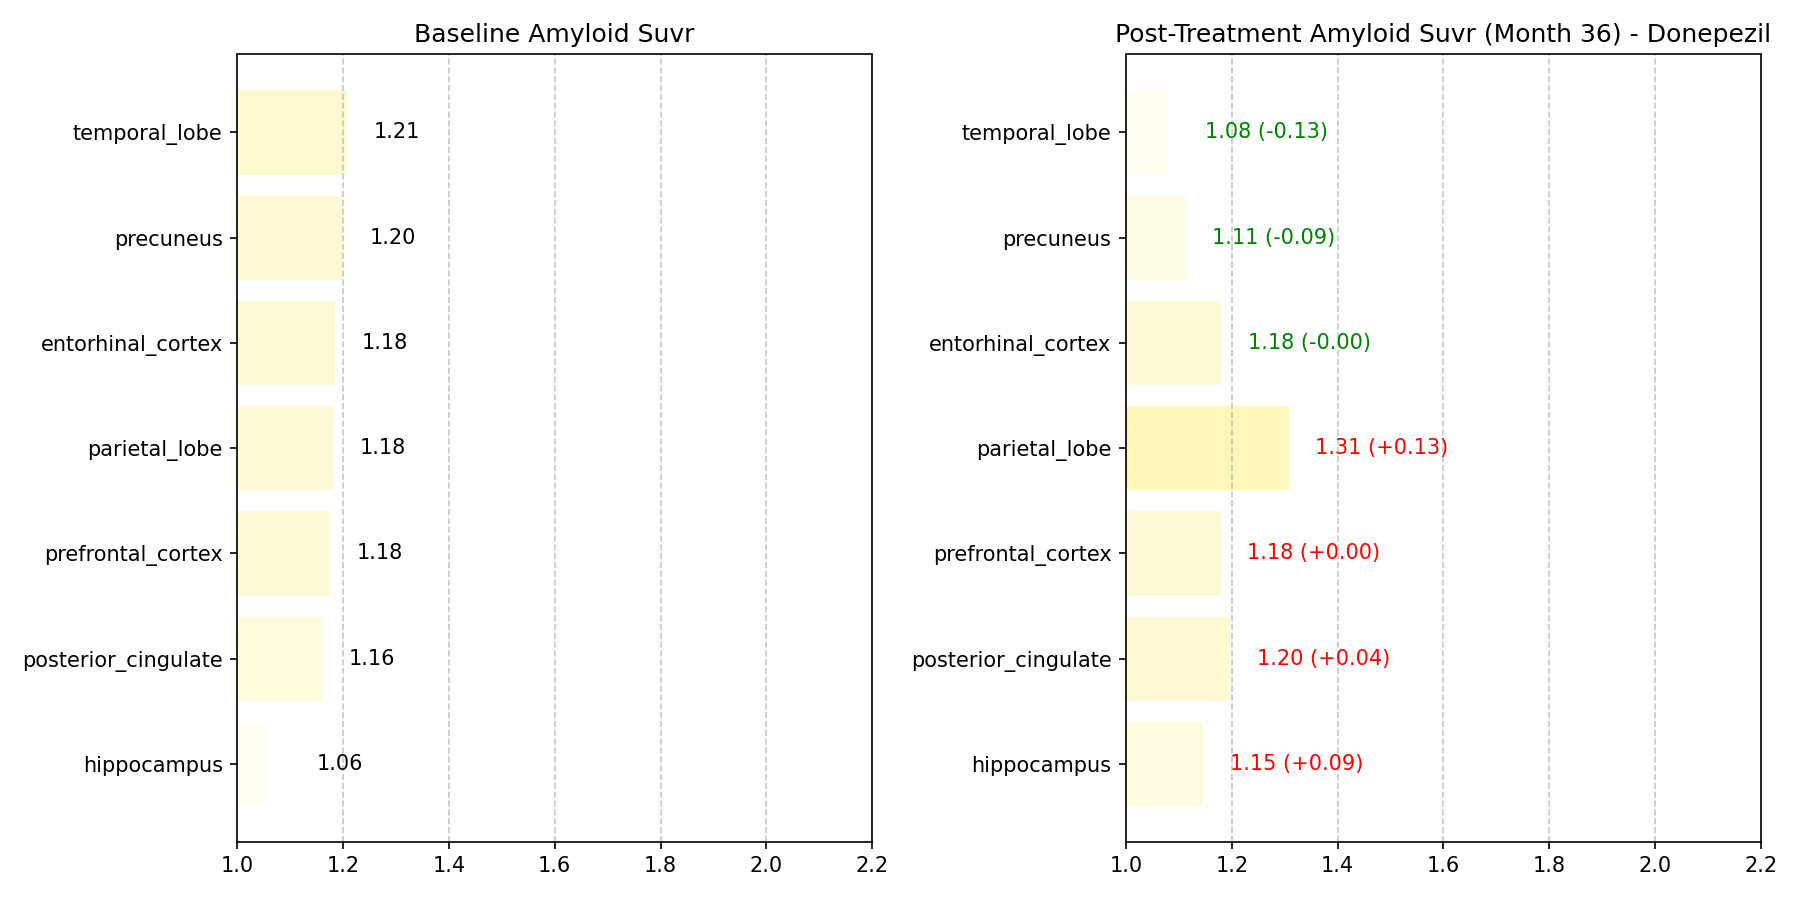 Baseline Amyloid Suvr
temporal_lobe
1.21
precuneus
1.20
entorhinal_cortex
1.18
parietal_lobe
1.18
prefrontal_cortex
1.18
posterior_cingulate
1.16
hippocampus
1.06
1.0 1.2 1.4 1.6 1.8 2.0 2.2
Post-Treatment Amyloid Suvr (Month 36) - Donepezil
temporal_lobe
1.08 (-0.13)
precuneus
1.11 (-0.09)
entorhinal_cortex
1.18 (-0.00)
parietal_lobe
1.31 (+0.13)
prefrontal_cortex
1.18 (+0.00)
posterior_cingulate
1.20 (+0.04)
hippocampus
1.15 (+0.09)
1.0 1.2 1.4 1.6 1.8 2.0 2.2